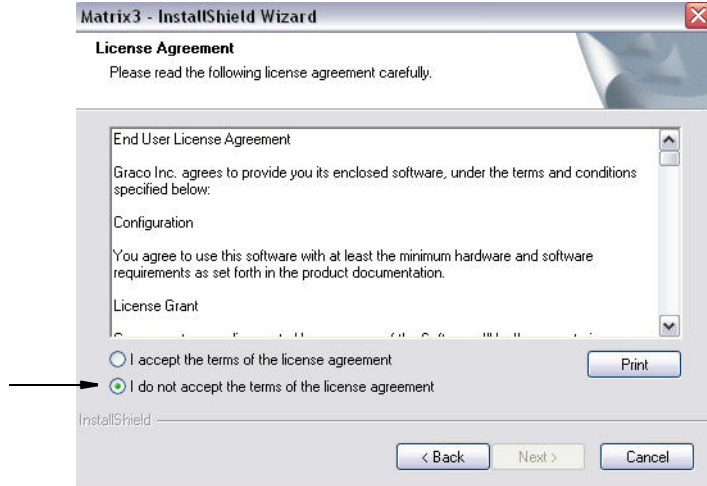 Matrix3 - InstallShield Wizard
License Agreement
Please read the following license agreement carefully.
End User License Agreement
Graco Inc. agrees to provide you its enclosed software, under the terms and conditions
specified below:
Configuration
You agree to use this software with at least the minimum hardware and software
requirements as set forth in the product documentation.
License Grant
I accept the terms of the license agreement
Print
I do not accept the terms of the license agreement
InstallShield
< Back
Next >
Cancel